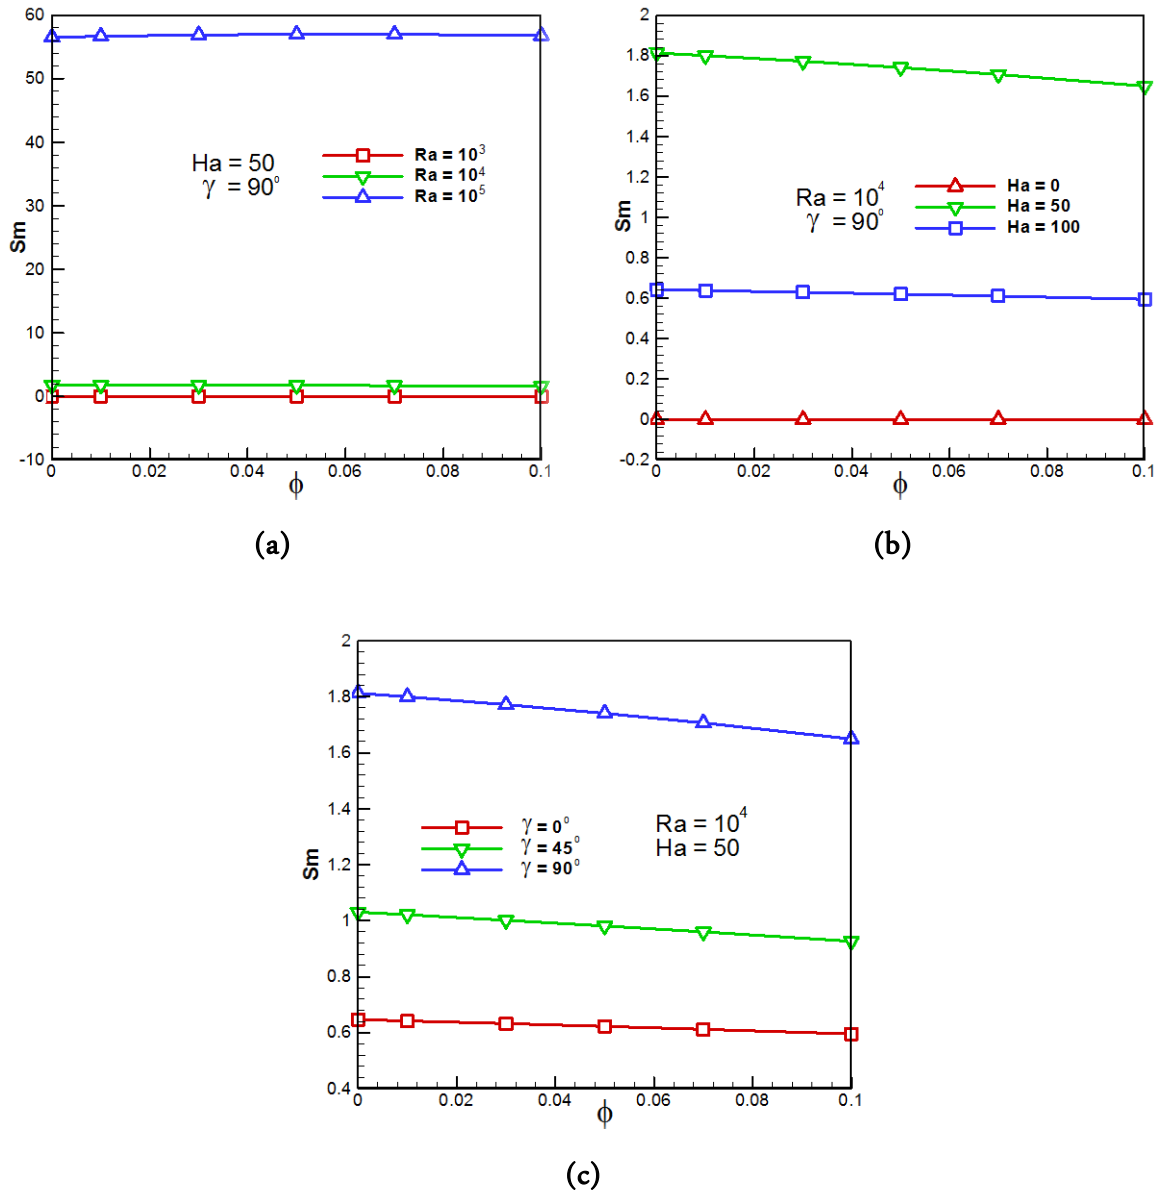 60
50
40
30
20
10
0
-10
Sm
Ha = 50
γ = 90°
Ra = 10³
Ra = 10⁴
Ra = 10⁵
0 0.02 0.04 0.06 0.08 0.1
ϕ
(a)
2
1.8
1.6
1.4
1.2
1
0.8
0.6
0.4
0.2
0
-0.2
Sm
Ra = 10⁴
γ = 90°
Ha = 0
Ha = 50
Ha = 100
0 0.02 0.04 0.06 0.08 0.1
ϕ
(b)
2
1.8
1.6
1.4
1.2
1
0.8
0.6
0.4
Sm
γ = 0°
γ = 45°
γ = 90°
Ra = 10⁴
Ha = 50
0 0.02 0.04 0.06 0.08 0.1
ϕ
(c)